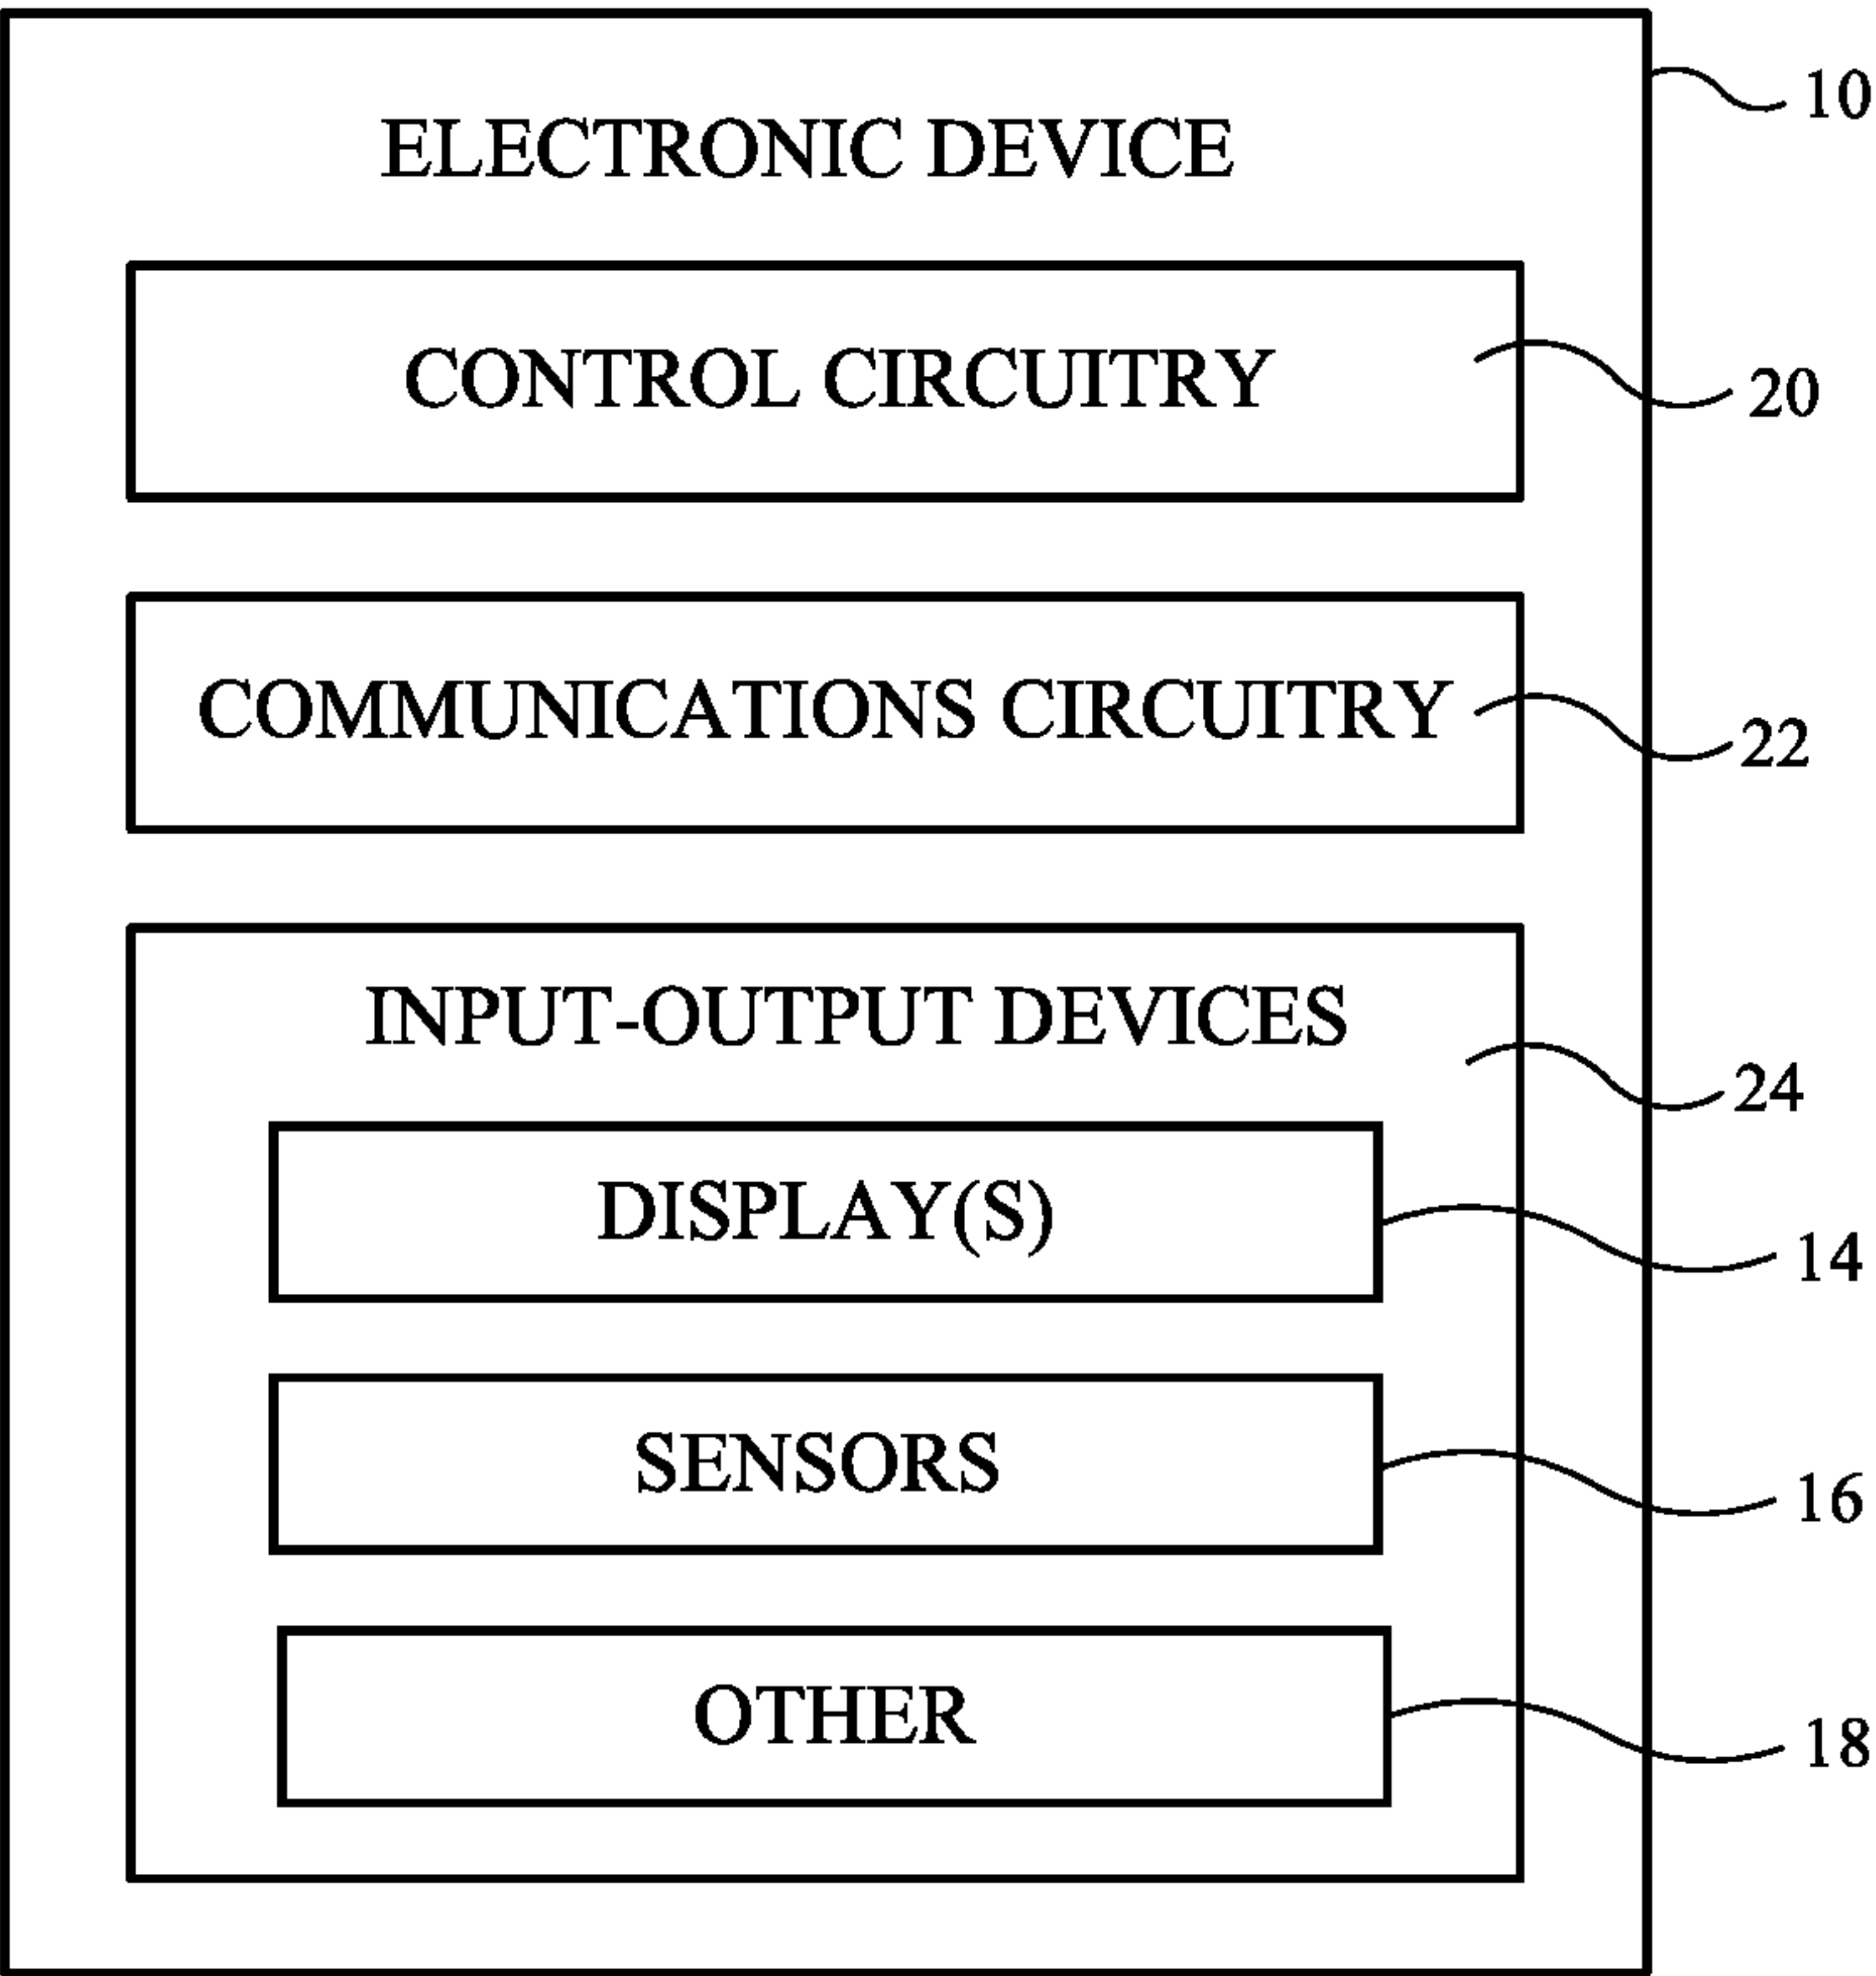 10
ELECTRONIC DEVICE
CONTROL CIRCUITRY
20
COMMUNICATIONS CIRCUITRY
22
INPUT-OUTPUT DEVICES
24
DISPLAY(S)
14
SENSORS
16
OTHER
18